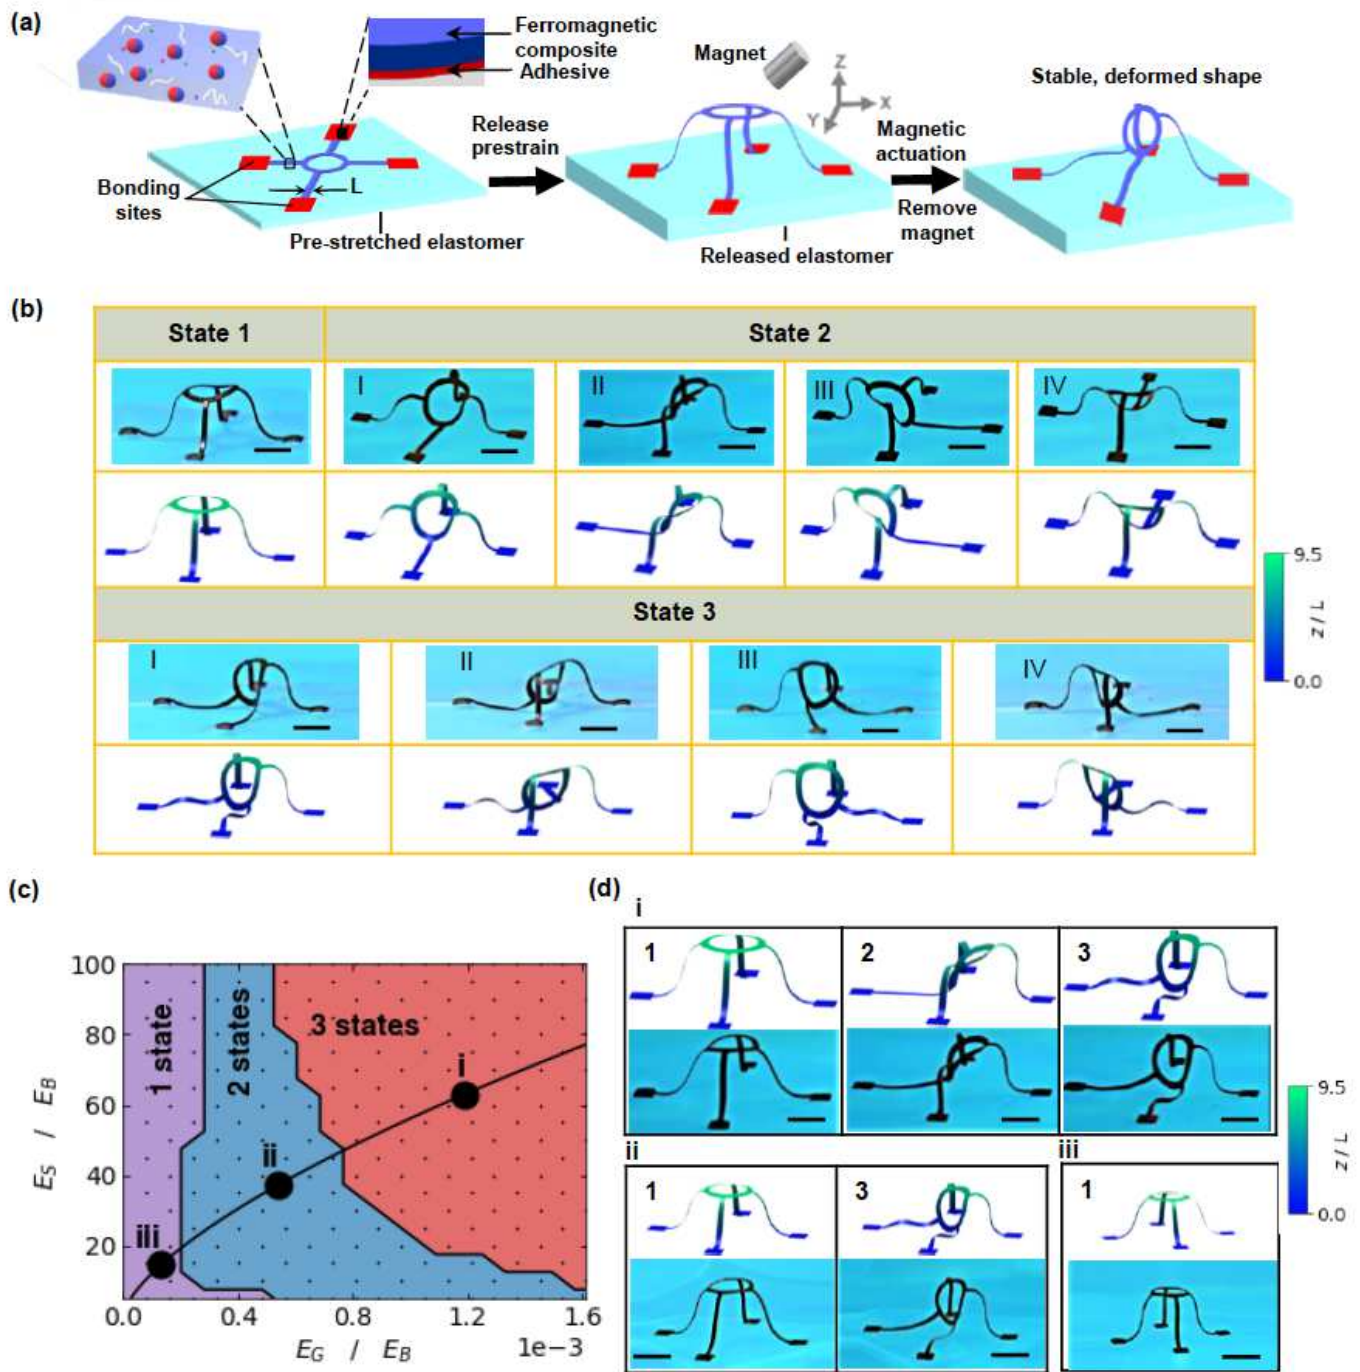 (a)
Ferromagnetic
composite
Adhesive
Bonding
sites
L
Pre-stretched elastomer
Release
prestrain
Magnet
Z
X
Y
Released elastomer
Magnetic
actuation
Remove
magnet
Stable, deformed shape
(b)
State 1
State 2
I
II
III
IV
State 3
I
II
III
IV
9.5
z / L
0.0
(c)
100
80
60
40
20
E_S / E_B
1 state
2 states
3 states
i
ii
iii
0.0
0.4
0.8
1.2
1.6
1e-3
E_G / E_B
(d)
i
1
2
3
ii
1
3
iii
1
9.5
z / L
0.0